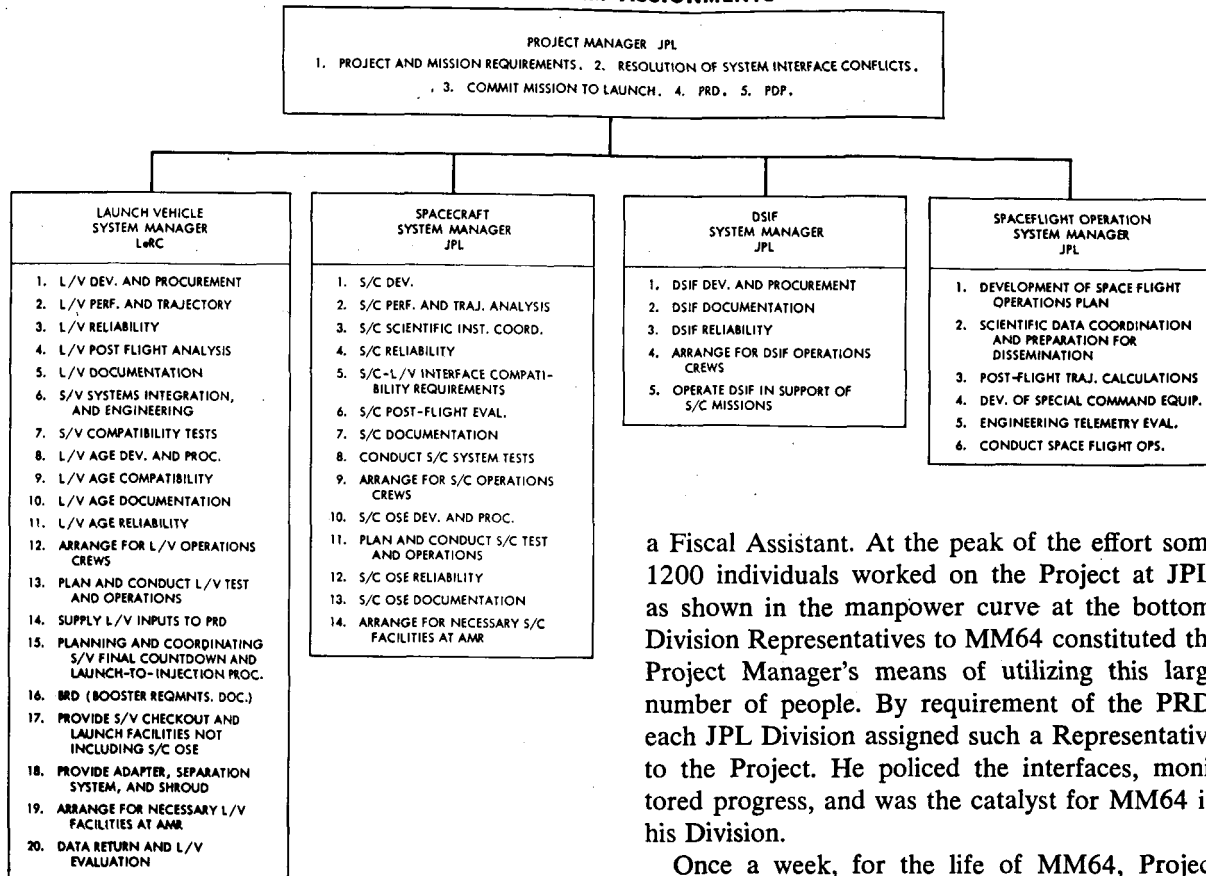 ASSIGNMENTS
PROJECT MANAGER JPL
1. PROJECT AND MISSION REQUIREMENTS. 2. RESOLUTION OF SYSTEM INTERFACE CONFLICTS.
3. COMMIT MISSION TO LAUNCH. 4. PRD. 5. PDP.
LAUNCH VEHICLE
SYSTEM MANAGER
LeRC
1. L/V DEV. AND PROCUREMENT
2. L/V PERF. AND TRAJECTORY
3. L/V RELIABILITY
4. L/V POST FLIGHT ANALYSIS
5. L/V DOCUMENTATION
6. S/V SYSTEMS INTEGRATION,
AND ENGINEERING
7. S/V COMPATIBILITY TESTS
8. L/V AGE DEV. AND PROC.
9. L/V AGE COMPATIBILITY
10. L/V AGE DOCUMENTATION
11. L/V AGE RELIABILITY
12. ARRANGE FOR L/V OPERATIONS
CREWS
13. PLAN AND CONDUCT L/V TEST
AND OPERATIONS
14. SUPPLY L/V INPUTS TO PRD
15. PLANNING AND COORDINATING
S/V FINAL COUNTDOWN AND
LAUNCH-TO-INJECTION PROC.
16. BRD (BOOSTER REQMNTS. DOC.)
17. PROVIDE S/V CHECKOUT AND
LAUNCH FACILITIES NOT
INCLUDING S/C OSE
18. PROVIDE ADAPTER, SEPARATION
SYSTEM, AND SHROUD
19. ARRANGE FOR NECESSARY L/V
FACILITIES AT AMR
20. DATA RETURN AND L/V
EVALUATION
SPACECRAFT
SYSTEM MANAGER
JPL
1. S/C DEV.
2. S/C PERF. AND TRAJ. ANALYSIS
3. S/C SCIENTIFIC INST. COORD.
4. S/C RELIABILITY
5. S/C-L/V INTERFACE COMPATI-
BILITY REQUIREMENTS
6. S/C POST-FLIGHT EVAL.
7. S/C DOCUMENTATION
8. CONDUCT S/C SYSTEM TESTS
9. ARRANGE FOR S/C OPERATIONS
CREWS
10. S/C OSE DEV. AND PROC.
11. PLAN AND CONDUCT S/C TEST
AND OPERATIONS
12. S/C OSE RELIABILITY
13. S/C OSE DOCUMENTATION
14. ARRANGE FOR NECESSARY S/C
FACILITIES AT AMR
DSIF
SYSTEM MANAGER
JPL
1. DSIF DEV. AND PROCUREMENT
2. DSIF DOCUMENTATION
3. DSIF RELIABILITY
4. ARRANGE FOR DSIF OPERATIONS
CREWS
5. OPERATE DSIF IN SUPPORT OF
S/C MISSIONS
SPACEFLIGHT OPERATION
SYSTEM MANAGER
JPL
1. DEVELOPMENT OF SPACE FLIGHT
OPERATIONS PLAN
2. SCIENTIFIC DATA COORDINATION
AND PREPARATION FOR
DISSEMINATION
3. POST-FLIGHT TRAJ. CALCULATIONS
4. DEV. OF SPECIAL COMMAND EQUIP.
5. ENGINEERING TELEMETRY EVAL.
6. CONDUCT SPACE FLIGHT OPS.
a Fiscal Assistant. At the peak of the effort som
1200 individuals worked on the Project at JPL
as shown in the manpower curve at the bottom
Division Representatives to MM64 constituted th
Project Manager's means of utilizing this larg
number of people. By requirement of the PRD
each JPL Division assigned such a Representativ
to the Project. He policed the interfaces, moni
tored progress, and was the catalyst for MM64 i
his Division.
Once a week, for the life of MM64, Projec